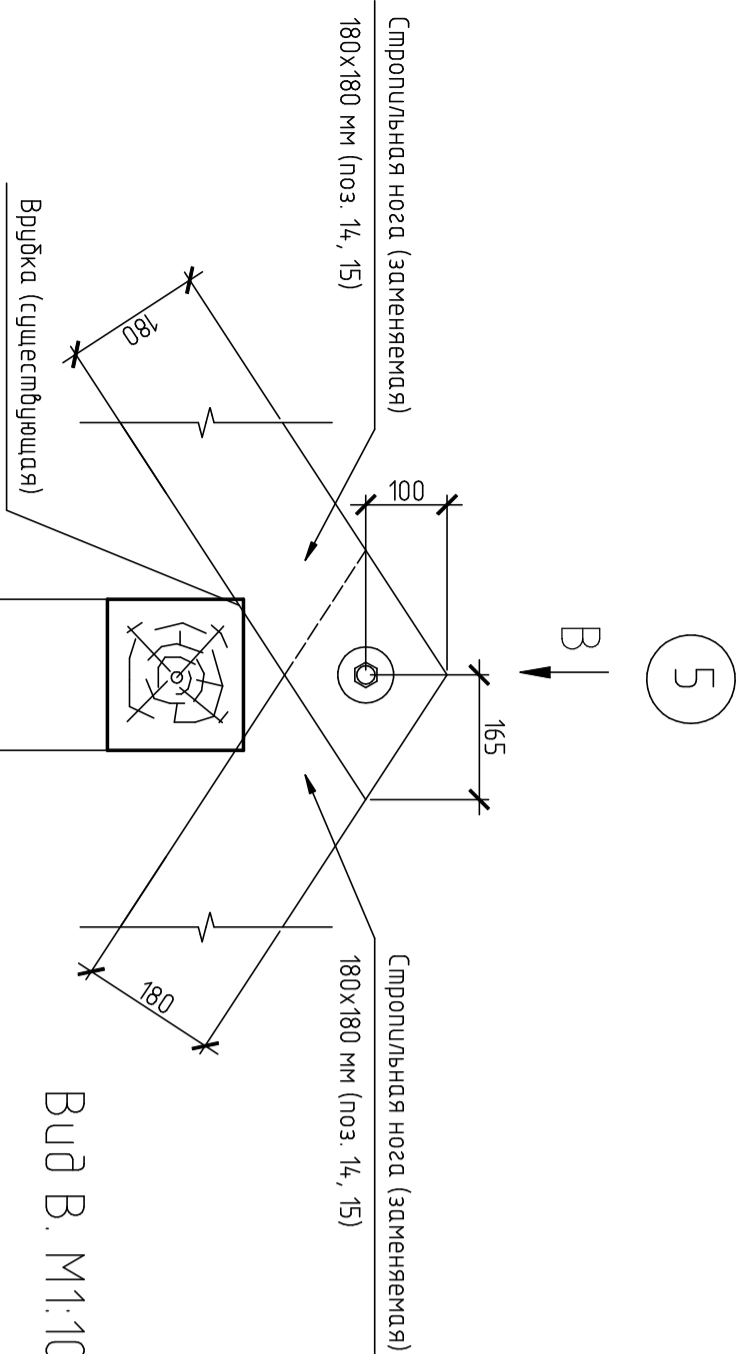 5
В
Стропильная нога (заменяемая)
180х180 мм (поз. 14, 15)
Стропильная нога (заменяемая)
180х180 мм (поз. 14, 15)
165
100
180
180
Врубка (существующая)
Вид В. М1:10